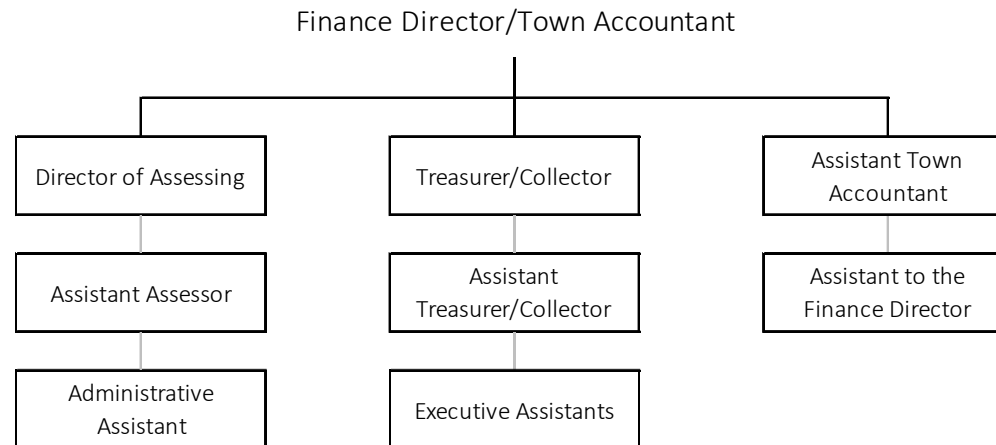 Finance Director/Town Accountant
Director of Assessing
Treasurer/Collector
Assistant Town
Accountant
Assistant Assessor
Assistant
Treasurer/Collector
Assistant to the
Finance Director
Administrative
Assistant
Executive Assistants